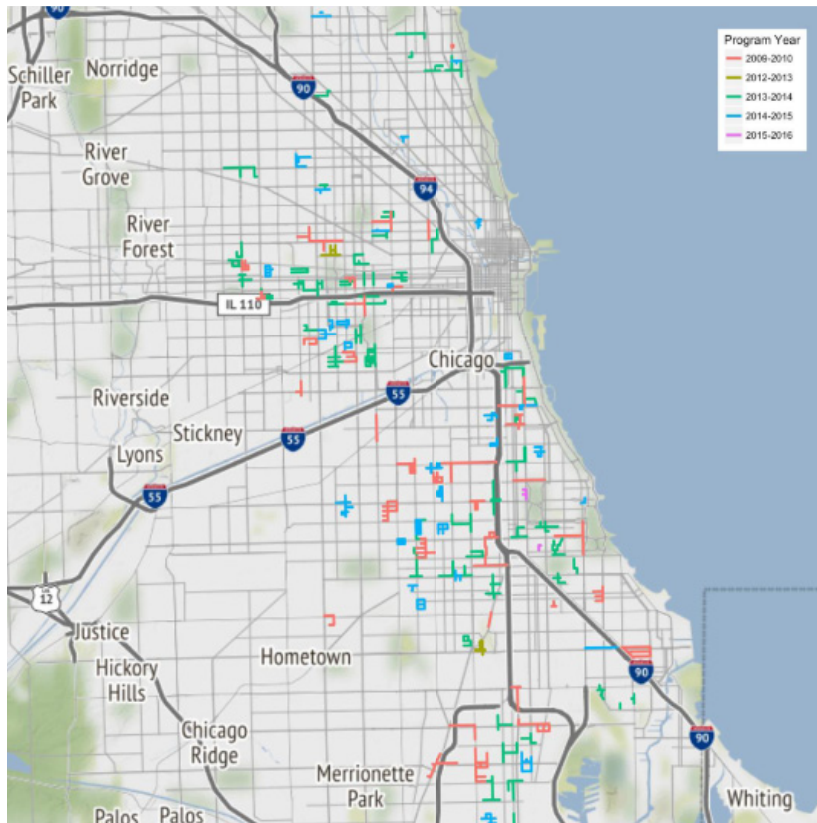 90
Program Year
2009-2010
2012-2013
2013-2014
2014-2015
2015-2016
Schiller
Park
Norridge
90
River
Grove
94
River
Forest
IL 110
Chicago
Riverside
55
Stickney
55
Lyons
55
12
Justice
Hometown
Hickory
Hills
90
Chicago
Ridge
90
Merrionette
Park
Whiting
Palos
Palos